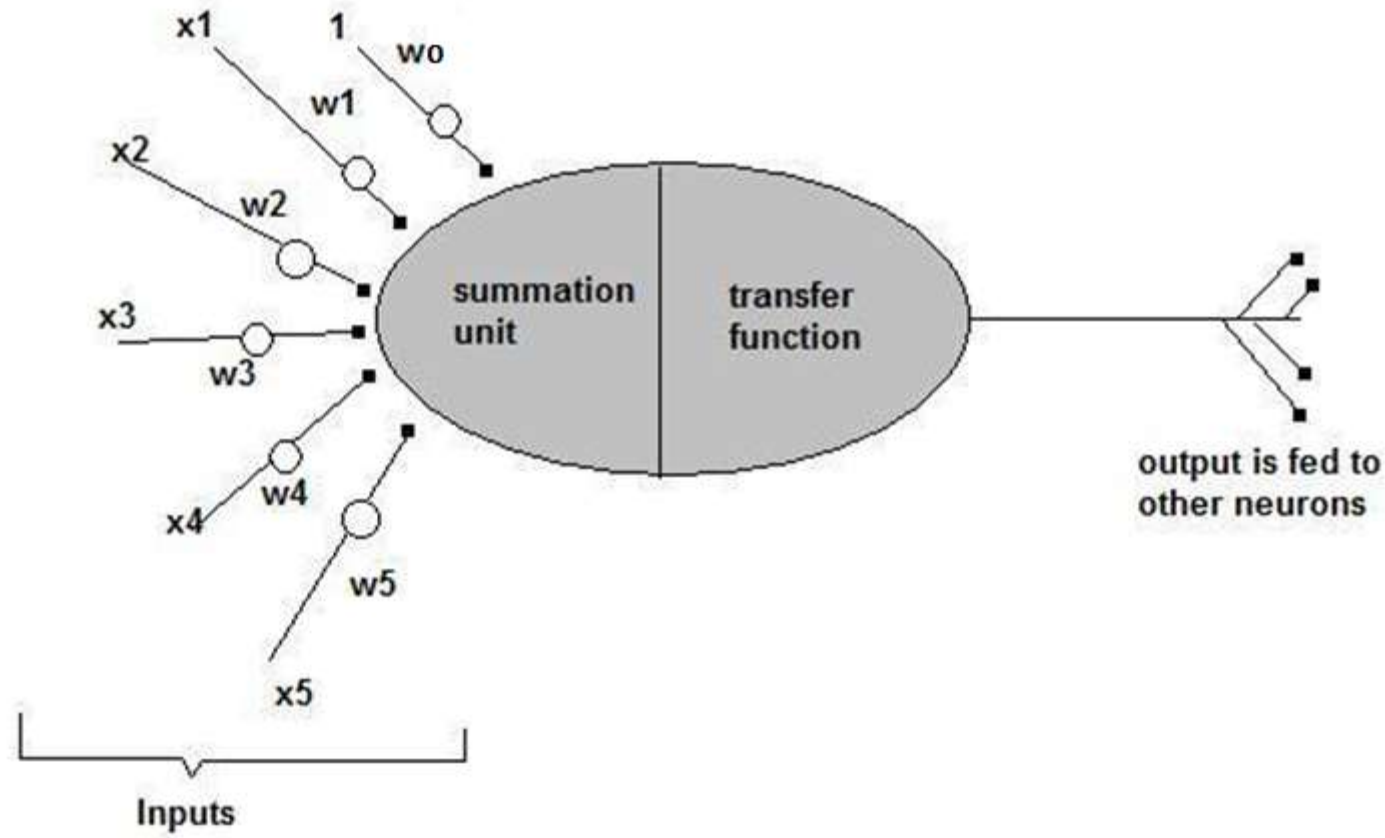 x1
1
wo
w1
x2
w2
x3
w3
x4
w4
w5
x5
summation
unit
transfer
function
output is fed to
other neurons
Inputs